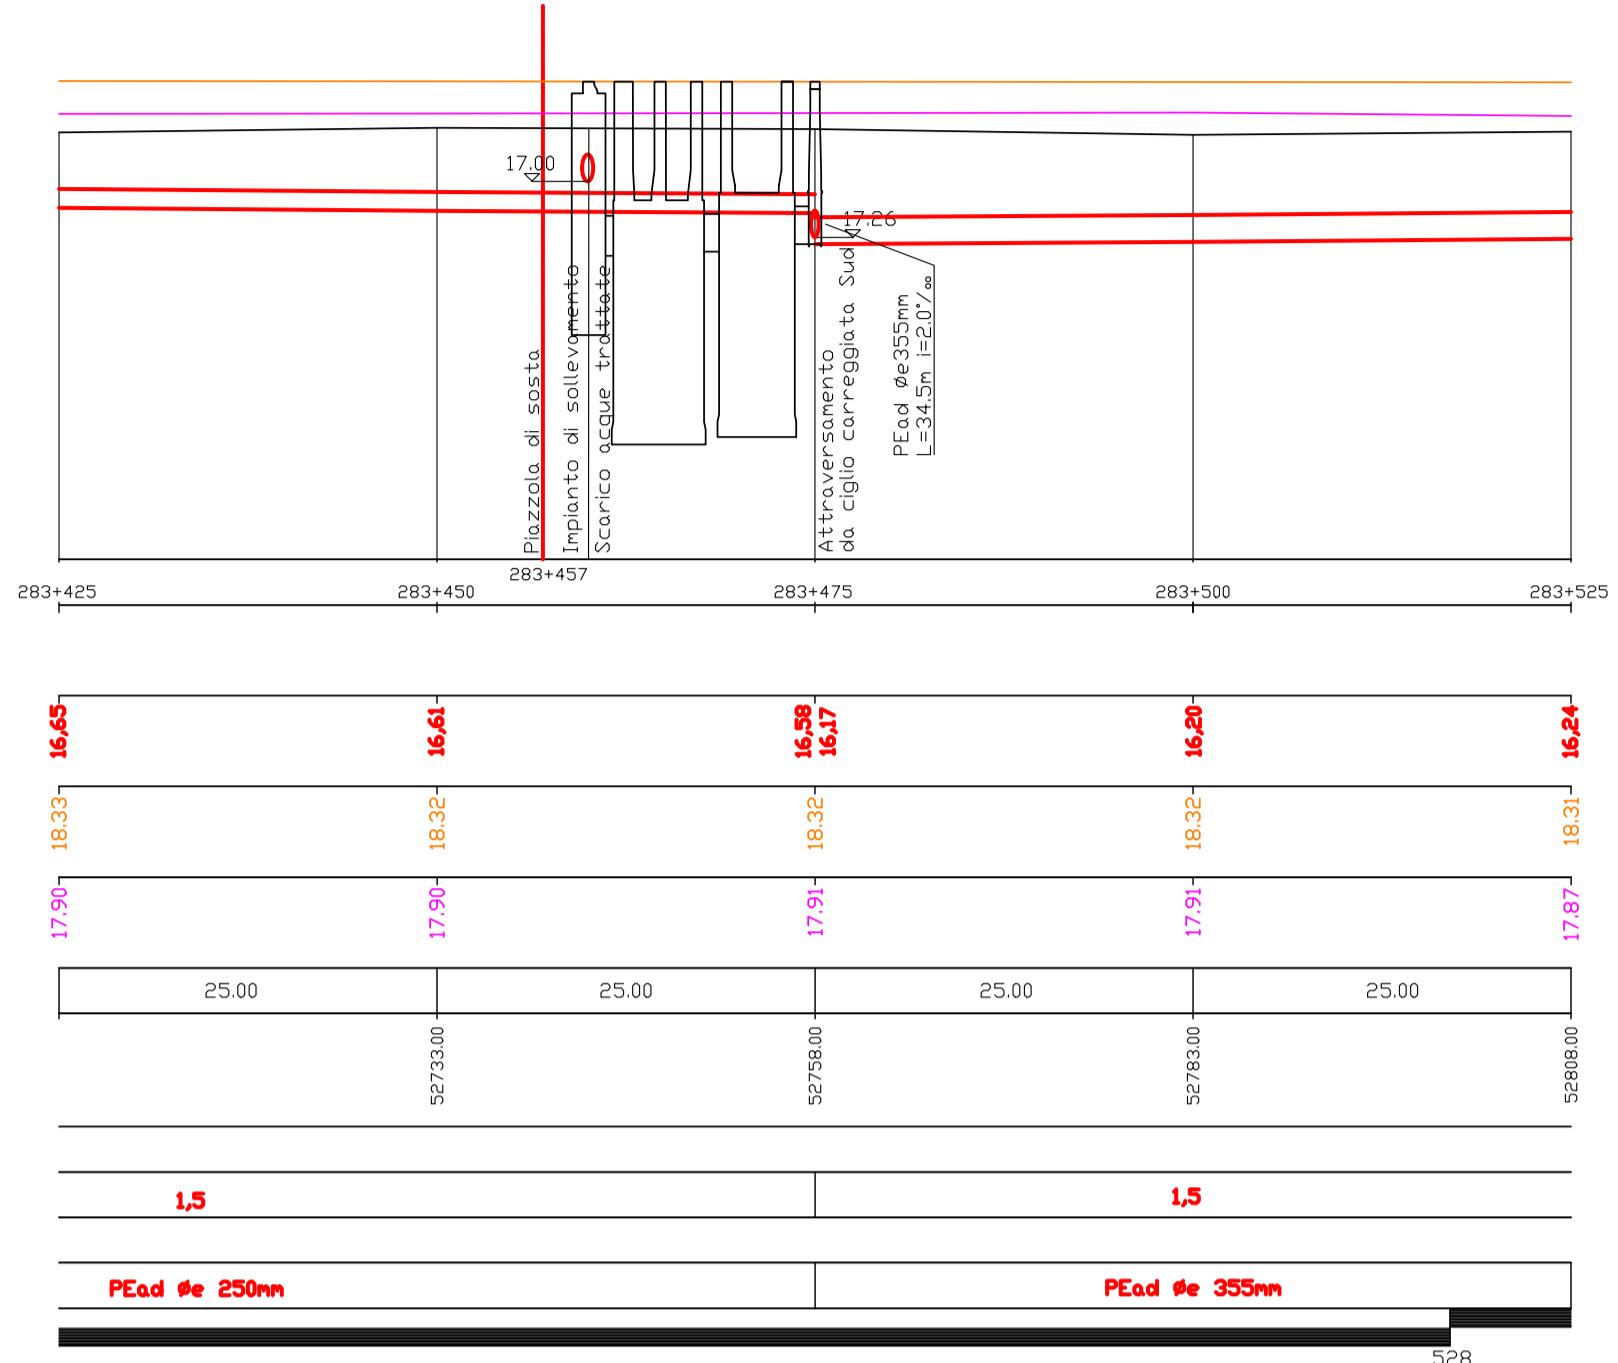 17.00
17.26
Piazzola di sosta
Impianto di sollevamento
Scarico acque trattate
Attraversamento
da ciglio carreggiata Sud
PEad Øe355mm
L=34.5m i=2.0°/∞
283+457
283+425 283+450 283+475 283+500 283+525
16,65 16,61 16,58 16,17 16,20 16,24
18.33 18.32 18.32 18.32 18.31
17.90 17.90 17.91 17.91 17.87
25.00 25.00 25.00 25.00
52733.00 52758.00 52783.00 52808.00
1,5 1,5
PEad Øe 250mm PEad Øe 355mm
528